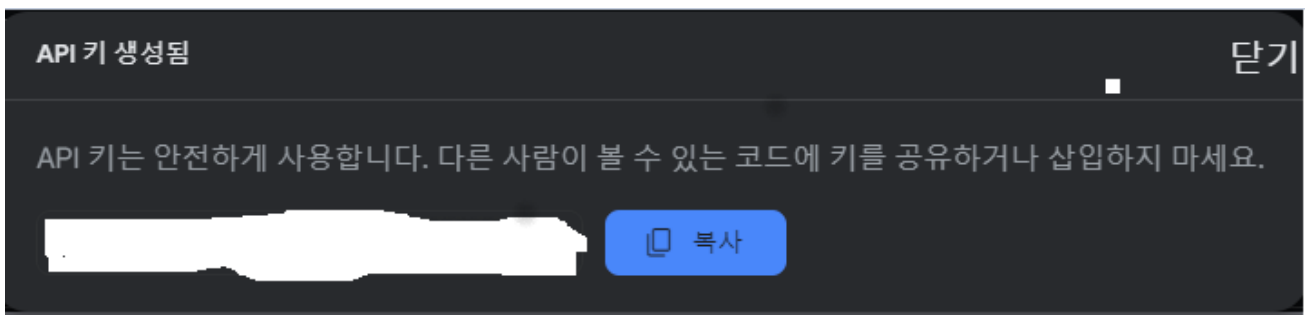 API 키 생성됨
닫기
API 키는 안전하게 사용합니다. 다른 사람이 볼 수 있는 코드에 키를 공유하거나 삽입하지 마세요.
복사